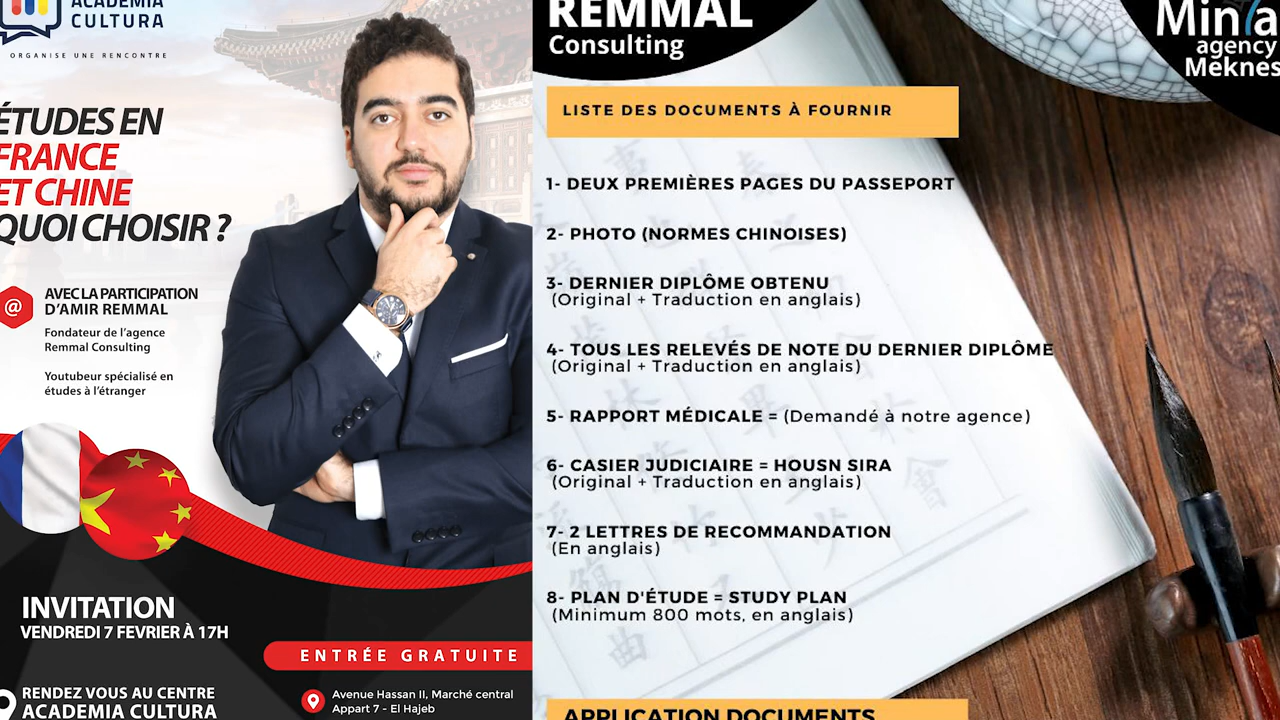 ACADEMIA
CULTURA
ORGANISE UNE RENCONTRE
ÉTUDES EN
FRANCE
ET CHINE
QUOI CHOISIR ?
@
AVEC LA PARTICIPATION
D'AMIR REMMAL
Fondateur de l'agence
Remmal Consulting
Youtubeur spécialisé en
études à l'étranger
INVITATION
VENDREDI 7 FEVRIER À 17H
ENTRÉE GRATUITE
RENDEZ VOUS AU CENTRE
ACADEMIA CULTURA
Avenue Hassan II, Marché central
Appart 7 - El Hajeb
REMMAL
Consulting
Min7a
agency
Meknes
LISTE DES DOCUMENTS À FOURNIR
1- DEUX PREMIÈRES PAGES DU PASSEPORT
2- PHOTO (NORMES CHINOISES)
3- DERNIER DIPLÔME OBTENU
(Original + Traduction en anglais)
4- TOUS LES RELEVÉS DE NOTE DU DERNIER DIPLÔME
(Original + Traduction en anglais)
5- RAPPORT MÉDICALE = (Demandé à notre agence)
6- CASIER JUDICIAIRE = HOUSN SIRA
(Original + Traduction en anglais)
7- 2 LETTRES DE RECOMMANDATION
(En anglais)
8- PLAN D'ÉTUDE = STUDY PLAN
(Minimum 800 mots, en anglais)
APPLICATION DOCUMENTS